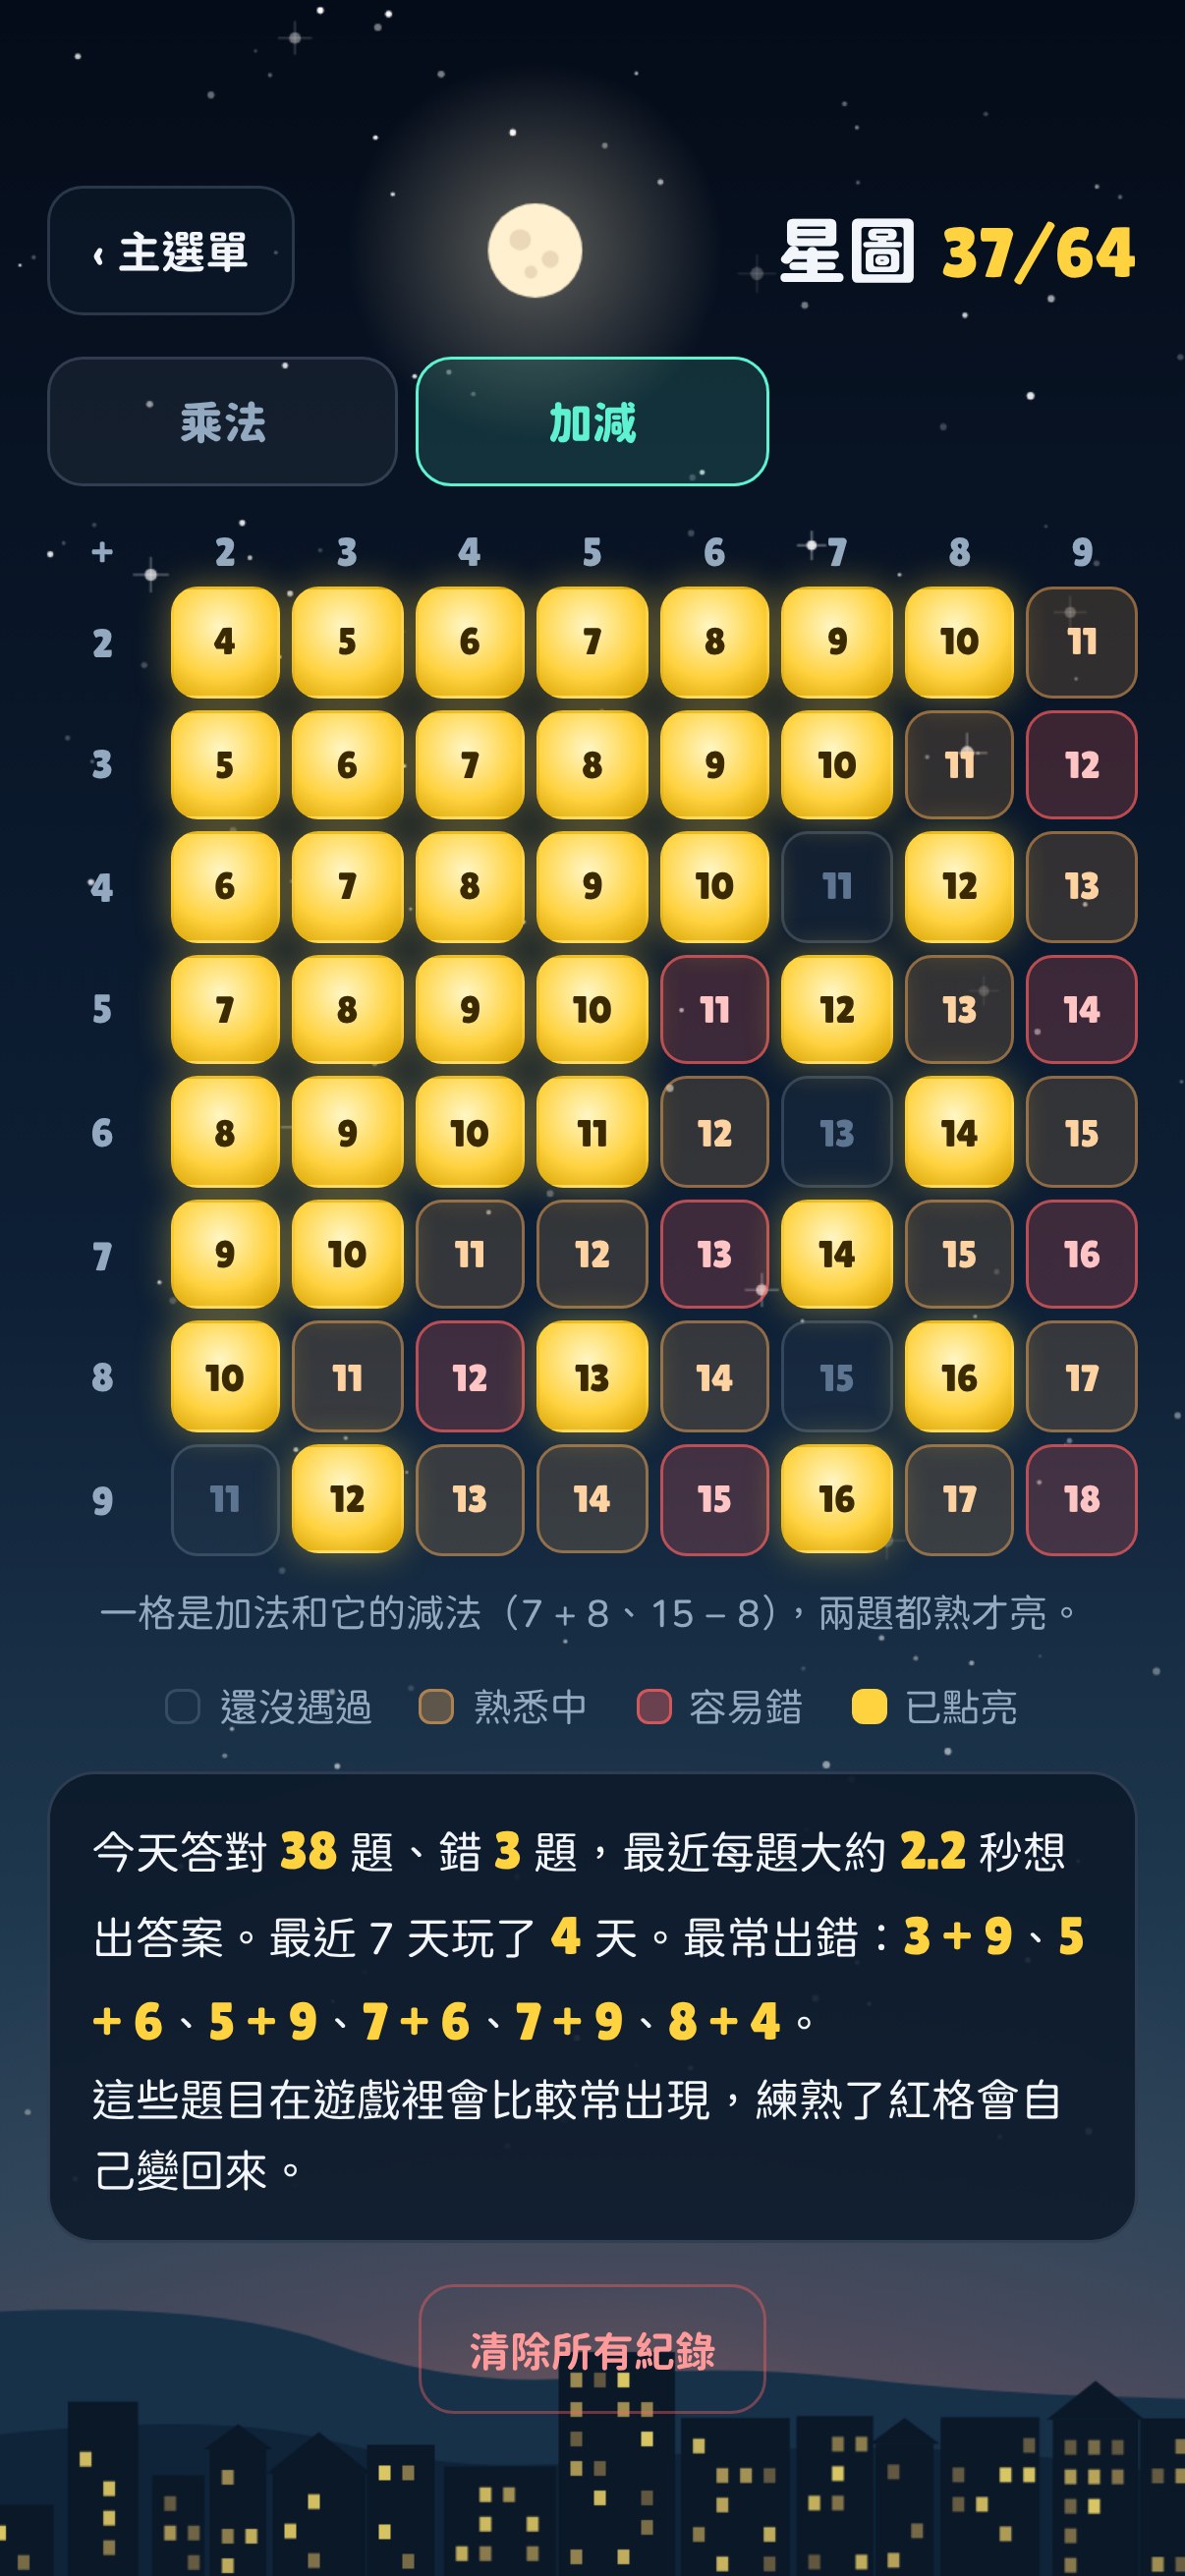 ‹ 主選單
星圖 37/64
乘法 加減
+ 2 3 4 5 6 7 8 9
2 4 5 6 7 8 9 10 11
3 5 6 7 8 9 10 11 12
4 6 7 8 9 10 11 12 13
5 7 8 9 10 11 12 13 14
6 8 9 10 11 12 13 14 15
7 9 10 11 12 13 14 15 16
8 10 11 12 13 14 15 16 17
9 11 12 13 14 15 16 17 18
一格是加法和它的減法（7 + 8、15 – 8），兩題都熟才亮。
還沒遇過 熟悉中 容易錯 已點亮
今天答對 38 題、錯 3 題，最近每題大約 2.2 秒想
出答案。最近 7 天玩了 4 天。最常出錯：3 + 9、5
+ 6、5 + 9、7 + 6、7 + 9、8 + 4。
這些題目在遊戲裡會比較常出現，練熟了紅格會自
己變回來。
清除所有紀錄